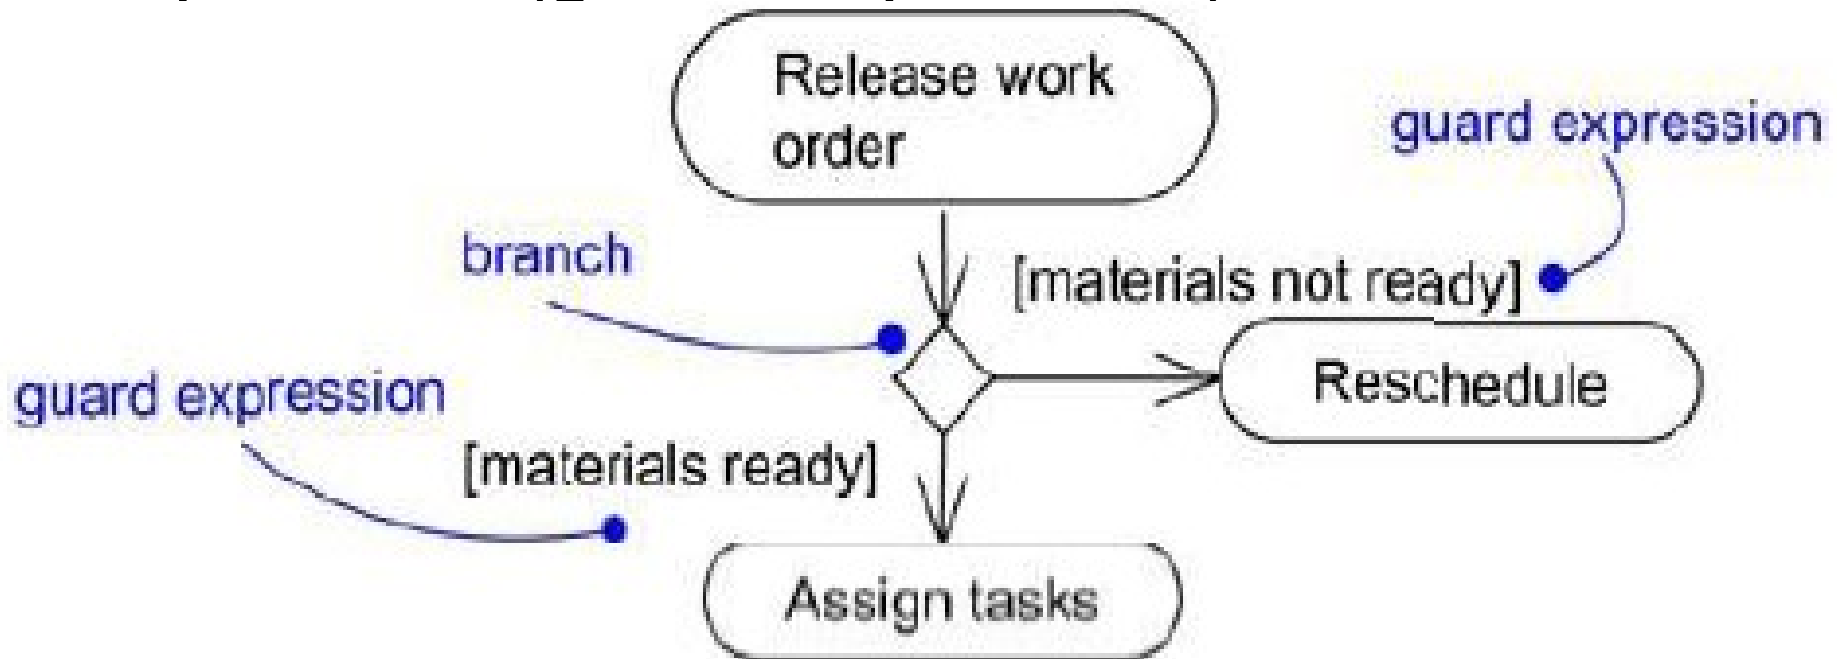 Release work
order
guard expression
branch
[materials not ready]
Reschedule
guard expression
[materials ready]
Assign tasks